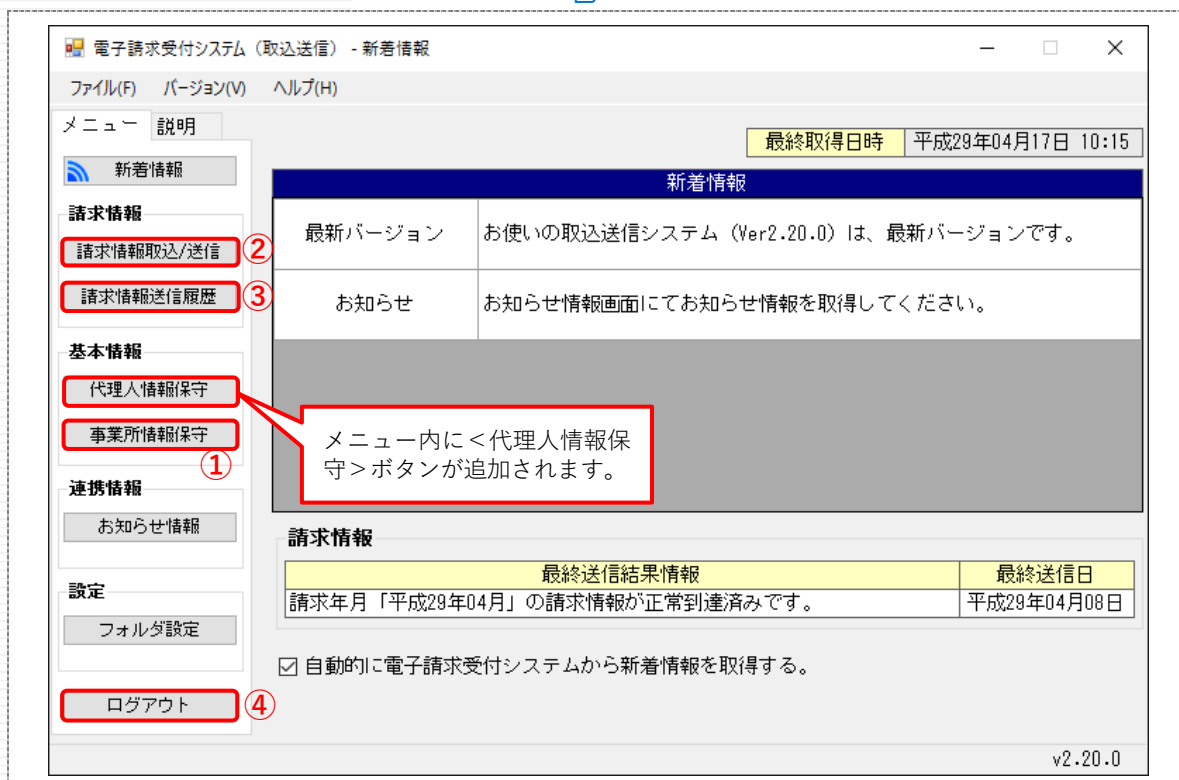 電子請求受付システム（取込送信） - 新着情報
ファイル(F) バージョン(V) ヘルプ(H)
メニュー 説明
最終取得日時 平成29年04月17日 10:15
新着情報
新着情報
最新バージョン お使いの取込送信システム（Ver2.20.0）は、最新バージョンです。
お知らせ お知らせ情報画面にてお知らせ情報を取得してください。
請求情報
請求情報取込/送信 ②
請求情報送信履歴 ③
基本情報
代理人情報保守
事業所情報保守
①
メニュー内に＜代理人情報保
守＞ボタンが追加されます。
連携情報
お知らせ情報
設定
フォルダ設定
ログアウト ④
請求情報
最終送信結果情報 最終送信日
請求年月「平成29年04月」の請求情報が正常到達済みです。 平成29年04月08日
自動的に電子請求受付システムから新着情報を取得する。
v2.20.0